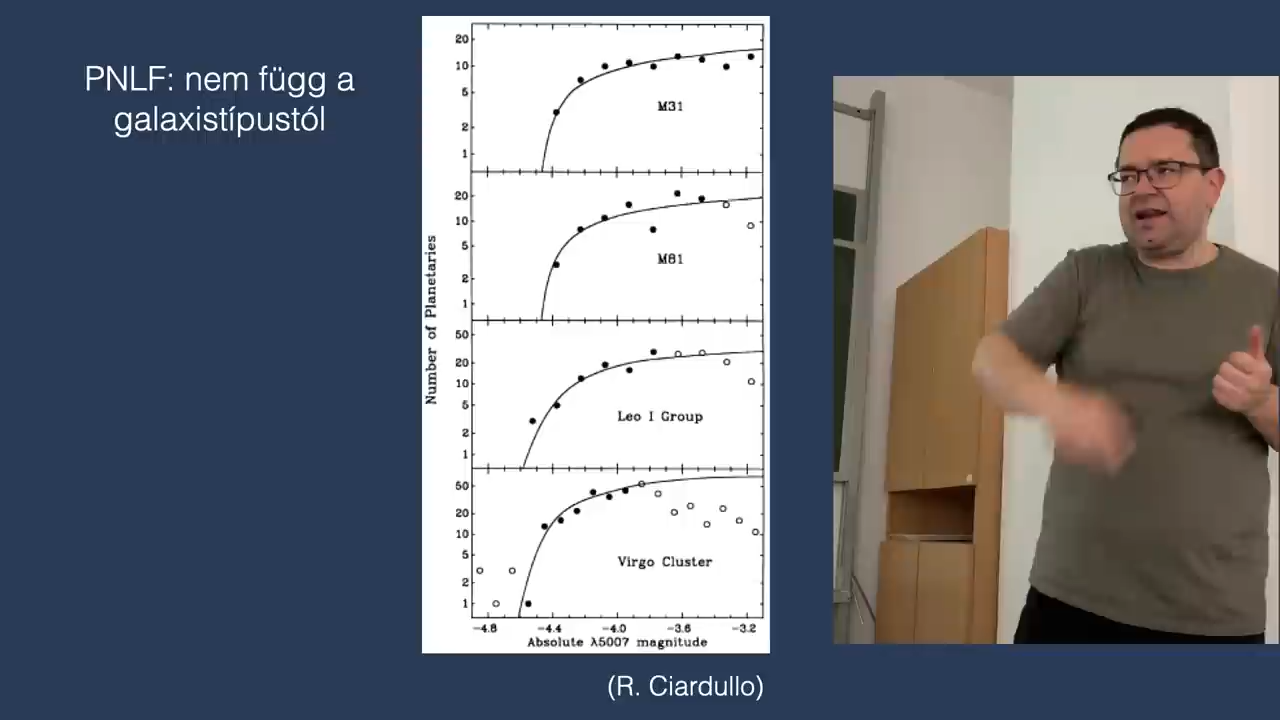 PNLF: nem függ a
galaxistípustól
Number of Planetaries
20
10
5
2
1
M31
20
10
5
2
1
M81
50
20
10
5
2
1
Leo I Group
50
20
10
5
2
1
Virgo Cluster
-4.8 -4.4 -4.0 -3.6 -3.2
Absolute λ5007 magnitude
(R. Ciardullo)